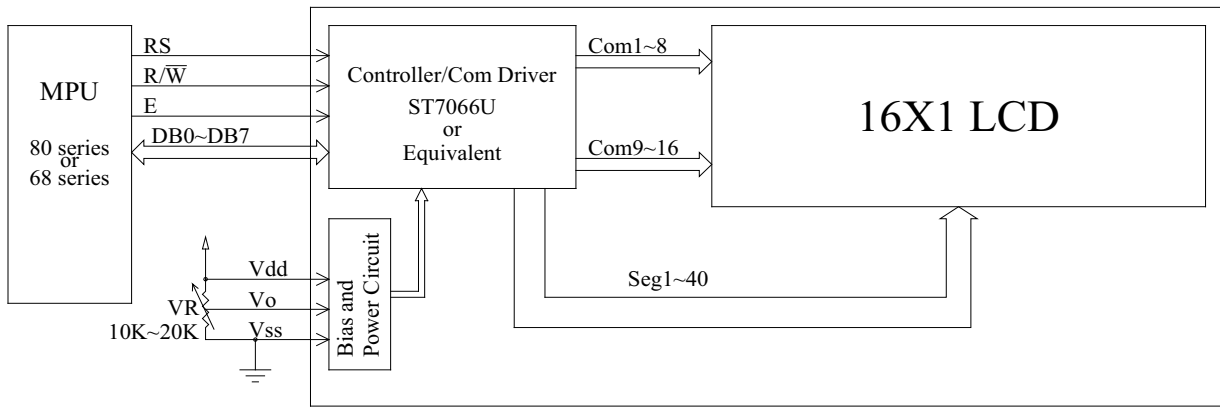 MPU
80 series
or
68 series
RS
R/W̅
E
DB0~DB7
Controller/Com Driver
ST7066U
or
Equivalent
Com1~8
Com9~16
16X1 LCD
Vdd
Vo
Vss
VR
10K~20K
Bias and
Power Circuit
Seg1~40